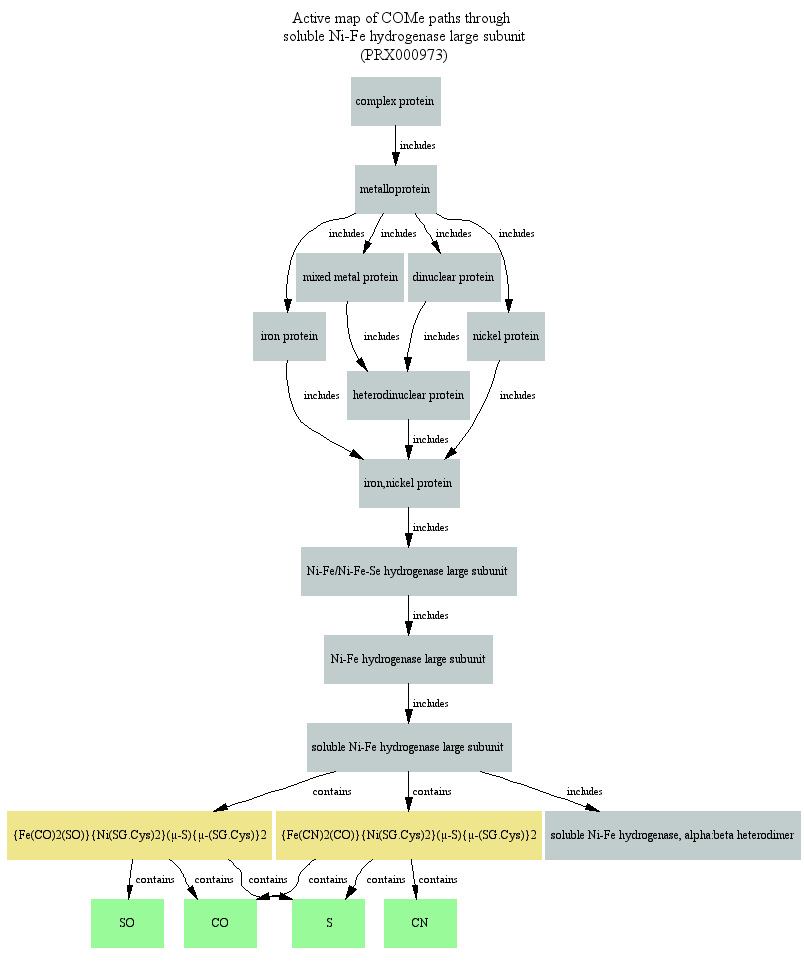 Active map of COMe paths through
soluble Ni-Fe hydrogenase large subunit
(PRX000973)
complex protein
includes
metalloprotein
includes includes includes includes
mixed metal protein dinuclear protein
iron protein includes includes nickel protein
includes heterodinuclear protein includes
includes
iron,nickel protein
includes
Ni-Fe/Ni-Fe-Se hydrogenase large subunit
includes
Ni-Fe hydrogenase large subunit
includes
soluble Ni-Fe hydrogenase large subunit
contains contains includes
{Fe(CO)2(SO)}{Ni(SG.Cys)2}(μ-S){μ-(SG.Cys)}2 {Fe(CN)2(CO)}{Ni(SG.Cys)2}(μ-S){μ-(SG.Cys)}2 soluble Ni-Fe hydrogenase, alpha:beta heterodimer
contains contains contains contains contains contains
SO CO S CN